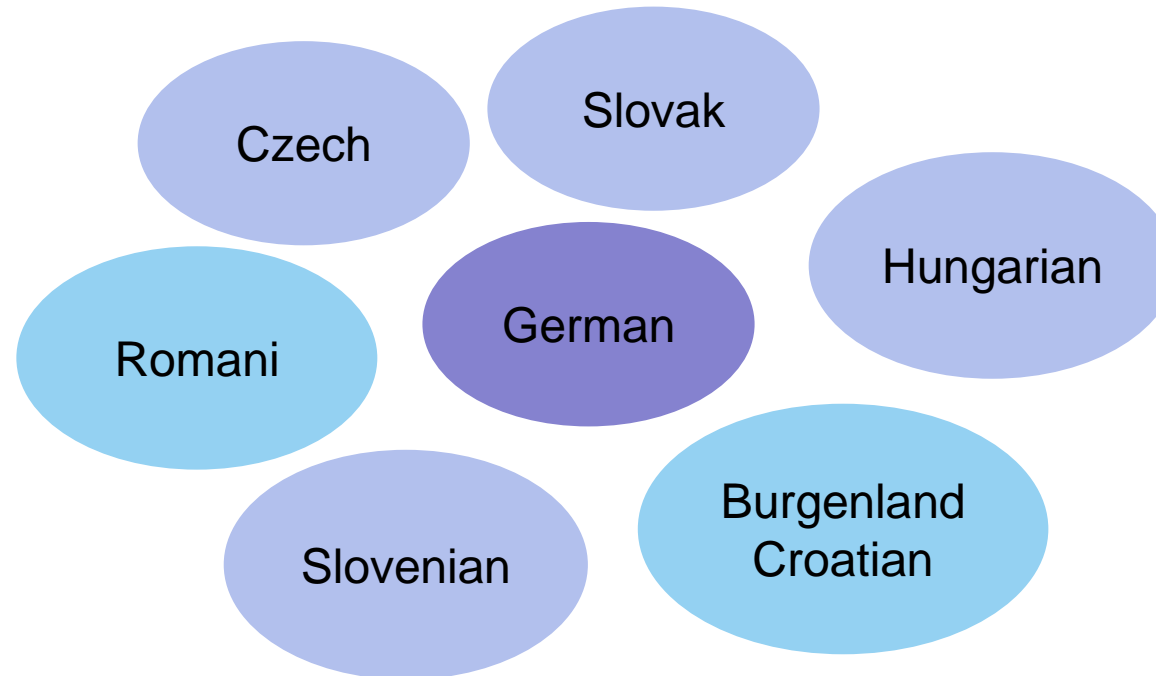 Slovak
Czech
Hungarian
German
Romani
Burgenland
Croatian
Slovenian